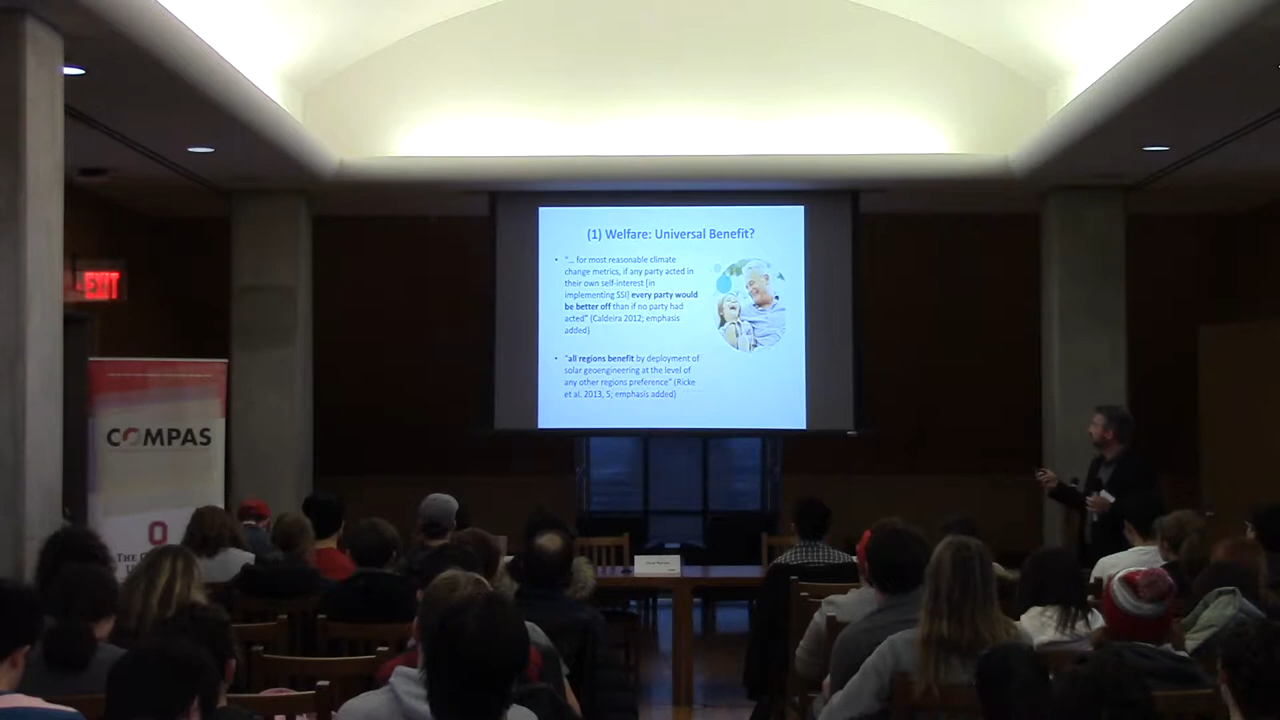 (1) Welfare: Universal Benefit?
• "... for most reasonable climate
change metrics, if any party acted in
their own self-interest [in
implementing SSI] every party would
be better off than if no party had
acted" (Caldeira 2012; emphasis
added)
• "all regions benefit by deployment of
solar geoengineering at the level of
any other regions preference" (Ricke
et al. 2013, 5; emphasis added)
EXIT
COMPAS
THE